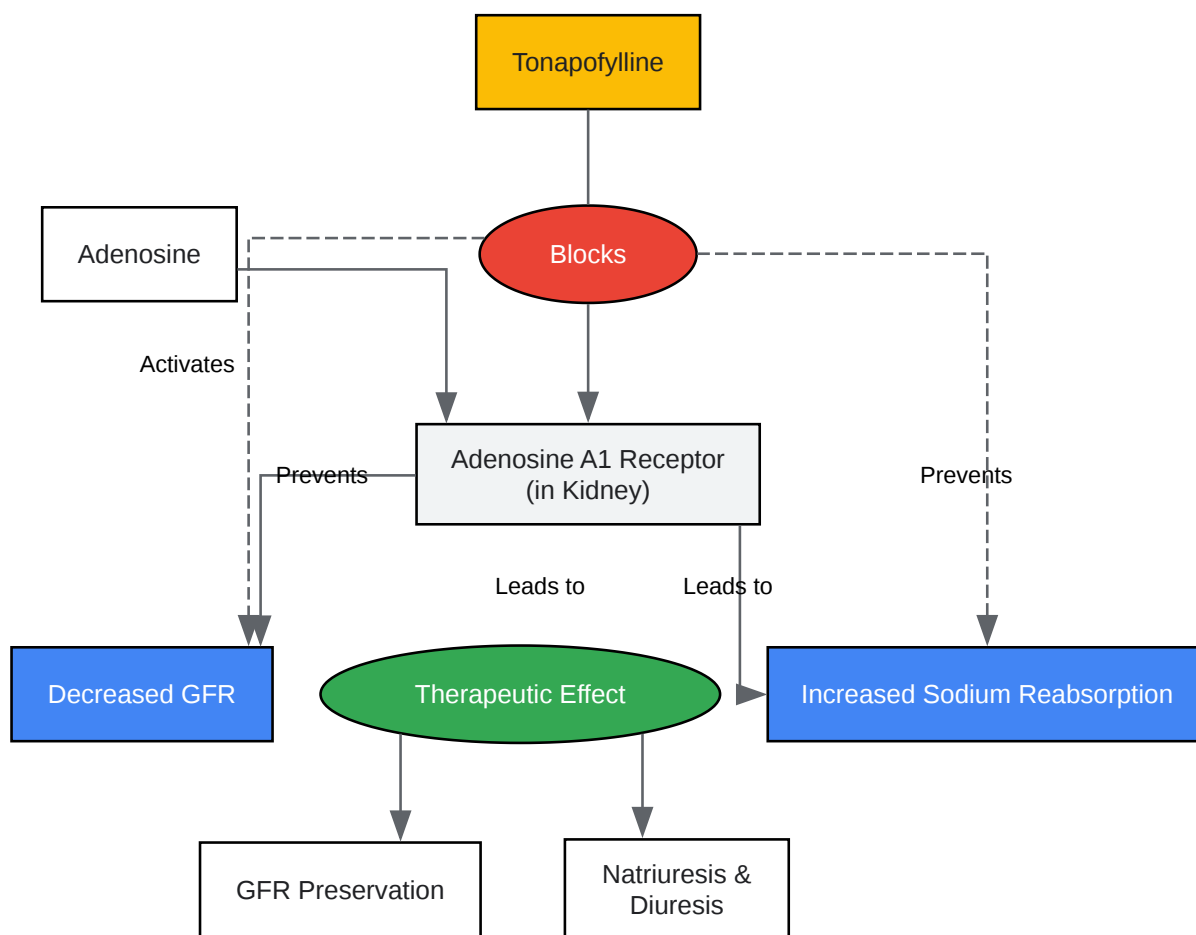 Tonapofylline
Adenosine
Blocks
Activates
Adenosine A1 Receptor
(in Kidney)
Prevents
Prevents
Leads to
Leads to
Decreased GFR
Therapeutic Effect
Increased Sodium Reabsorption
GFR Preservation
Natriuresis &
Diuresis